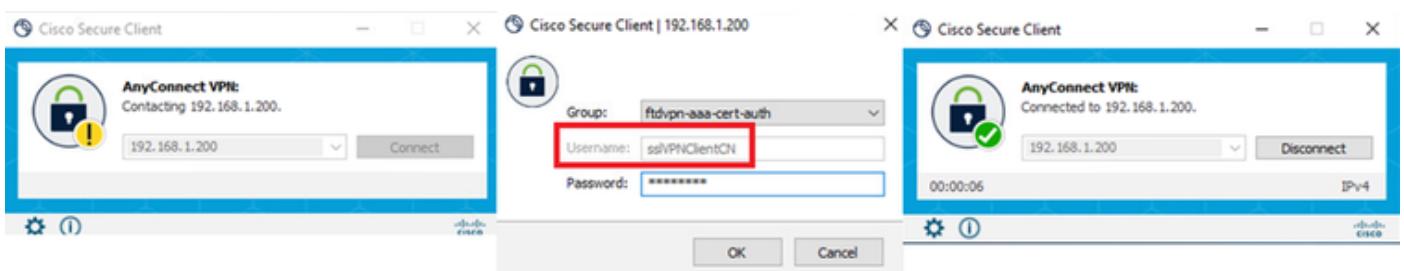 Cisco Secure Client
AnyConnect VPN:
Contacting 192.168.1.200.
192.168.1.200
Connect
cisco
Cisco Secure Client | 192.168.1.200
Group:
ftdvpn-aaa-cert-auth
Username:
sslVPNClientCN
Password:
********
OK
Cancel
Cisco Secure Client
AnyConnect VPN:
Connected to 192.168.1.200.
192.168.1.200
Disconnect
00:00:06
IPv4
cisco